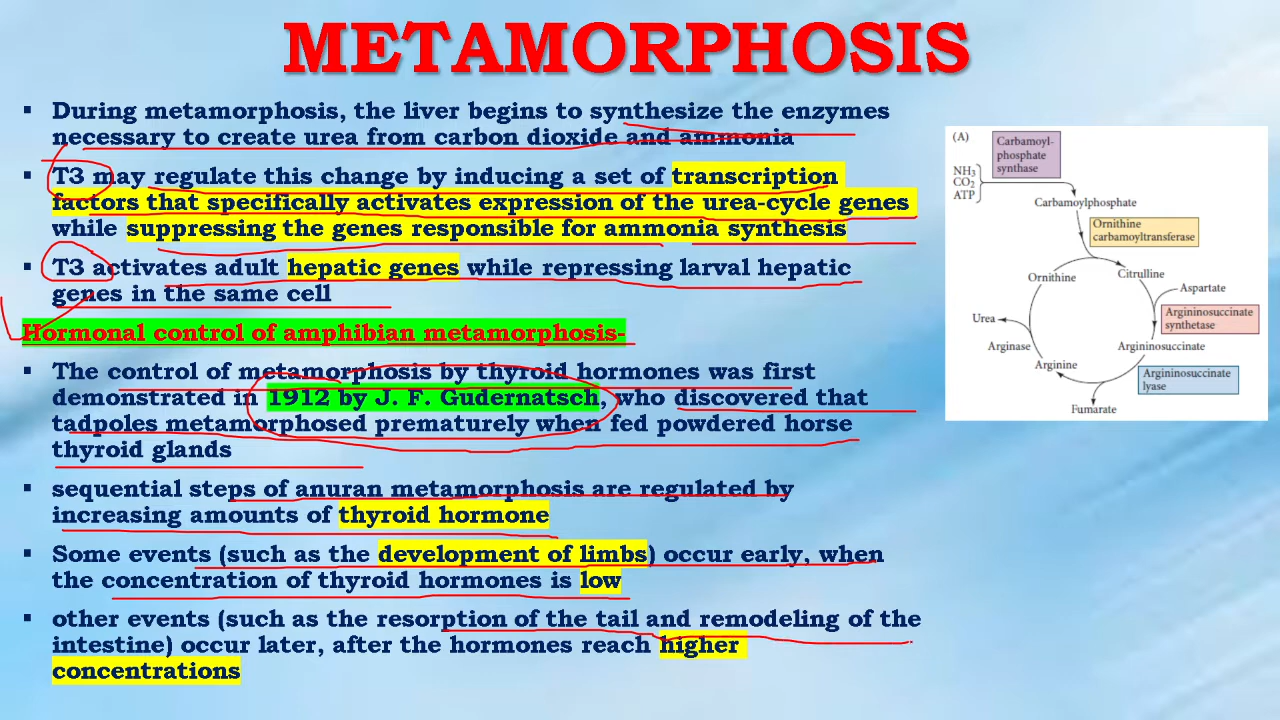 METAMORPHOSIS
▪ During metamorphosis, the liver begins to synthesize the enzymes
necessary to create urea from carbon dioxide and ammonia
▪ T3 may regulate this change by inducing a set of transcription
factors that specifically activates expression of the urea-cycle genes
while suppressing the genes responsible for ammonia synthesis
▪ T3 activates adult hepatic genes while repressing larval hepatic
genes in the same cell
Hormonal control of amphibian metamorphosis-
▪ The control of metamorphosis by thyroid hormones was first
demonstrated in 1912 by J. F. Gudernatsch, who discovered that
tadpoles metamorphosed prematurely when fed powdered horse
thyroid glands
▪ sequential steps of anuran metamorphosis are regulated by
increasing amounts of thyroid hormone
▪ Some events (such as the development of limbs) occur early, when
the concentration of thyroid hormones is low
▪ other events (such as the resorption of the tail and remodeling of the
intestine) occur later, after the hormones reach higher
concentrations
(A)
Carbamoyl-
phosphate
synthase
NH3
CO2
ATP
Carbamoylphosphate
Ornithine
carbamoyltransferase
Ornithine
Citrulline
Aspartate
Urea
Argininosuccinate
synthetase
Arginase
Argininosuccinate
Arginine
Argininosuccinate
lyase
Fumarate